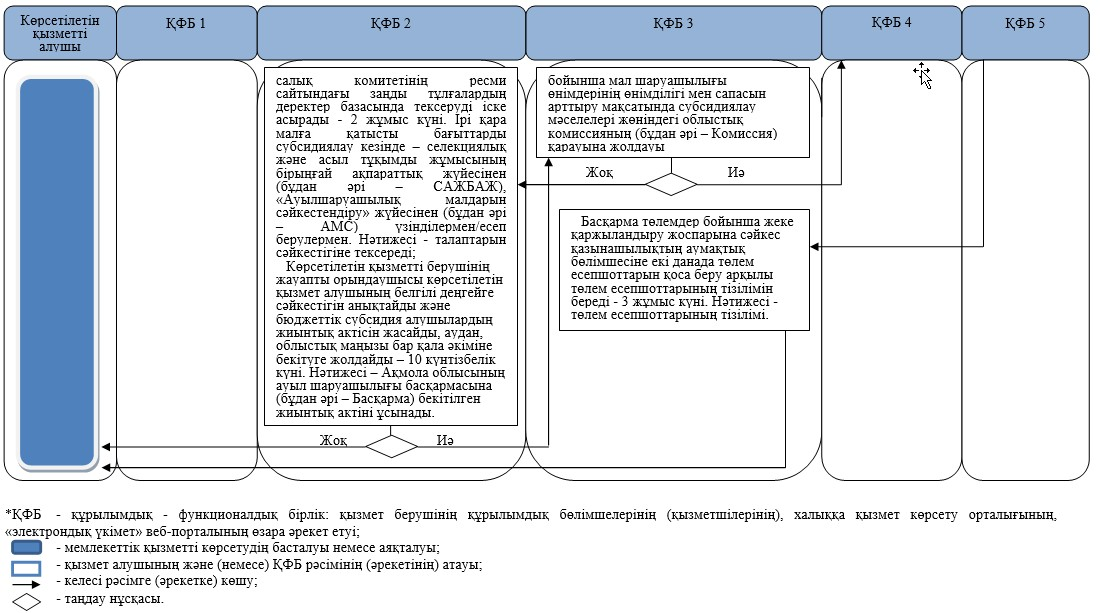 Көрсетілетін
қызметті
алушы
ҚФБ 1
ҚФБ 2
ҚФБ 3
ҚФБ 4
ҚФБ 5
салық комитетінің ресми
сайтындағы заңды тұлғалардың
деректер базасында тексеруді іске
асырады - 2 жұмыс күні. Ірі қара
малға қатысты бағыттарды
субсидиялау кезінде – селекциялық
және асыл тұқымды жұмысының
бірыңғай ақпараттық жүйесінен
(бұдан әрі – САЖБАЖ),
«Ауылшаруашылық малдарын
сәйкестендіру» жүйесінен (бұдан әрі
– АМС) үзінділермен/есеп
берулермен. Нәтижесі - талаптарын
сәйкестігіне тексереді;
Көрсетілетін қызметті берушінің
жауапты орындаушысы көрсетілетін
қызмет алушының белгілі деңгейге
сәйкестігін анықтайды және
бюджеттік субсидия алушылардың
жиынтық актісін жасайды, аудан,
облыстық маңызы бар қала әкіміне
бекітуге жолдайды – 10 күнтізбелік
күні. Нәтижесі – Ақмола облысының
ауыл шаруашылығы басқармасына
(бұдан әрі – Басқарма) бекітілген
жиынтық актіні ұсынады.
Жоқ
Иә
бойынша мал шаруашылығы
өнімдерінің өнімділігі мен сапасын
арттыру мақсатында субсидиялау
мәселелері жөніндегі облыстық
комиссияның (бұдан әрі – Комиссия)
қарауына жолдауы
Жоқ
Иә
Басқарма төлемдер бойынша жеке
қаржыландыру жоспарына сәйкес
қазынашылықтың аумақтық
бөлімшесіне екі данада төлем
есепшоттарын қоса беру арқылы
төлем есепшоттарының тізілімін
береді - 3 жұмыс күні. Нәтижесі -
төлем есепшоттарының тізілімі.
*ҚФБ - құрылымдық - функционалдық бірлік: қызмет берушінің құрылымдық бөлімшелерінің (қызметшілерінің), халыққа қызмет көрсету орталығының,
«электрондық үкімет» веб-порталының өзара әрекет етуі;
- мемлекеттік қызметті көрсетудің басталуы немесе аяқталуы;
- қызмет алушының және (немесе) ҚФБ рәсімінің (әрекетінің) атауы;
- келесі рәсімге (әрекетке) көшу;
- таңдау нұсқасы.